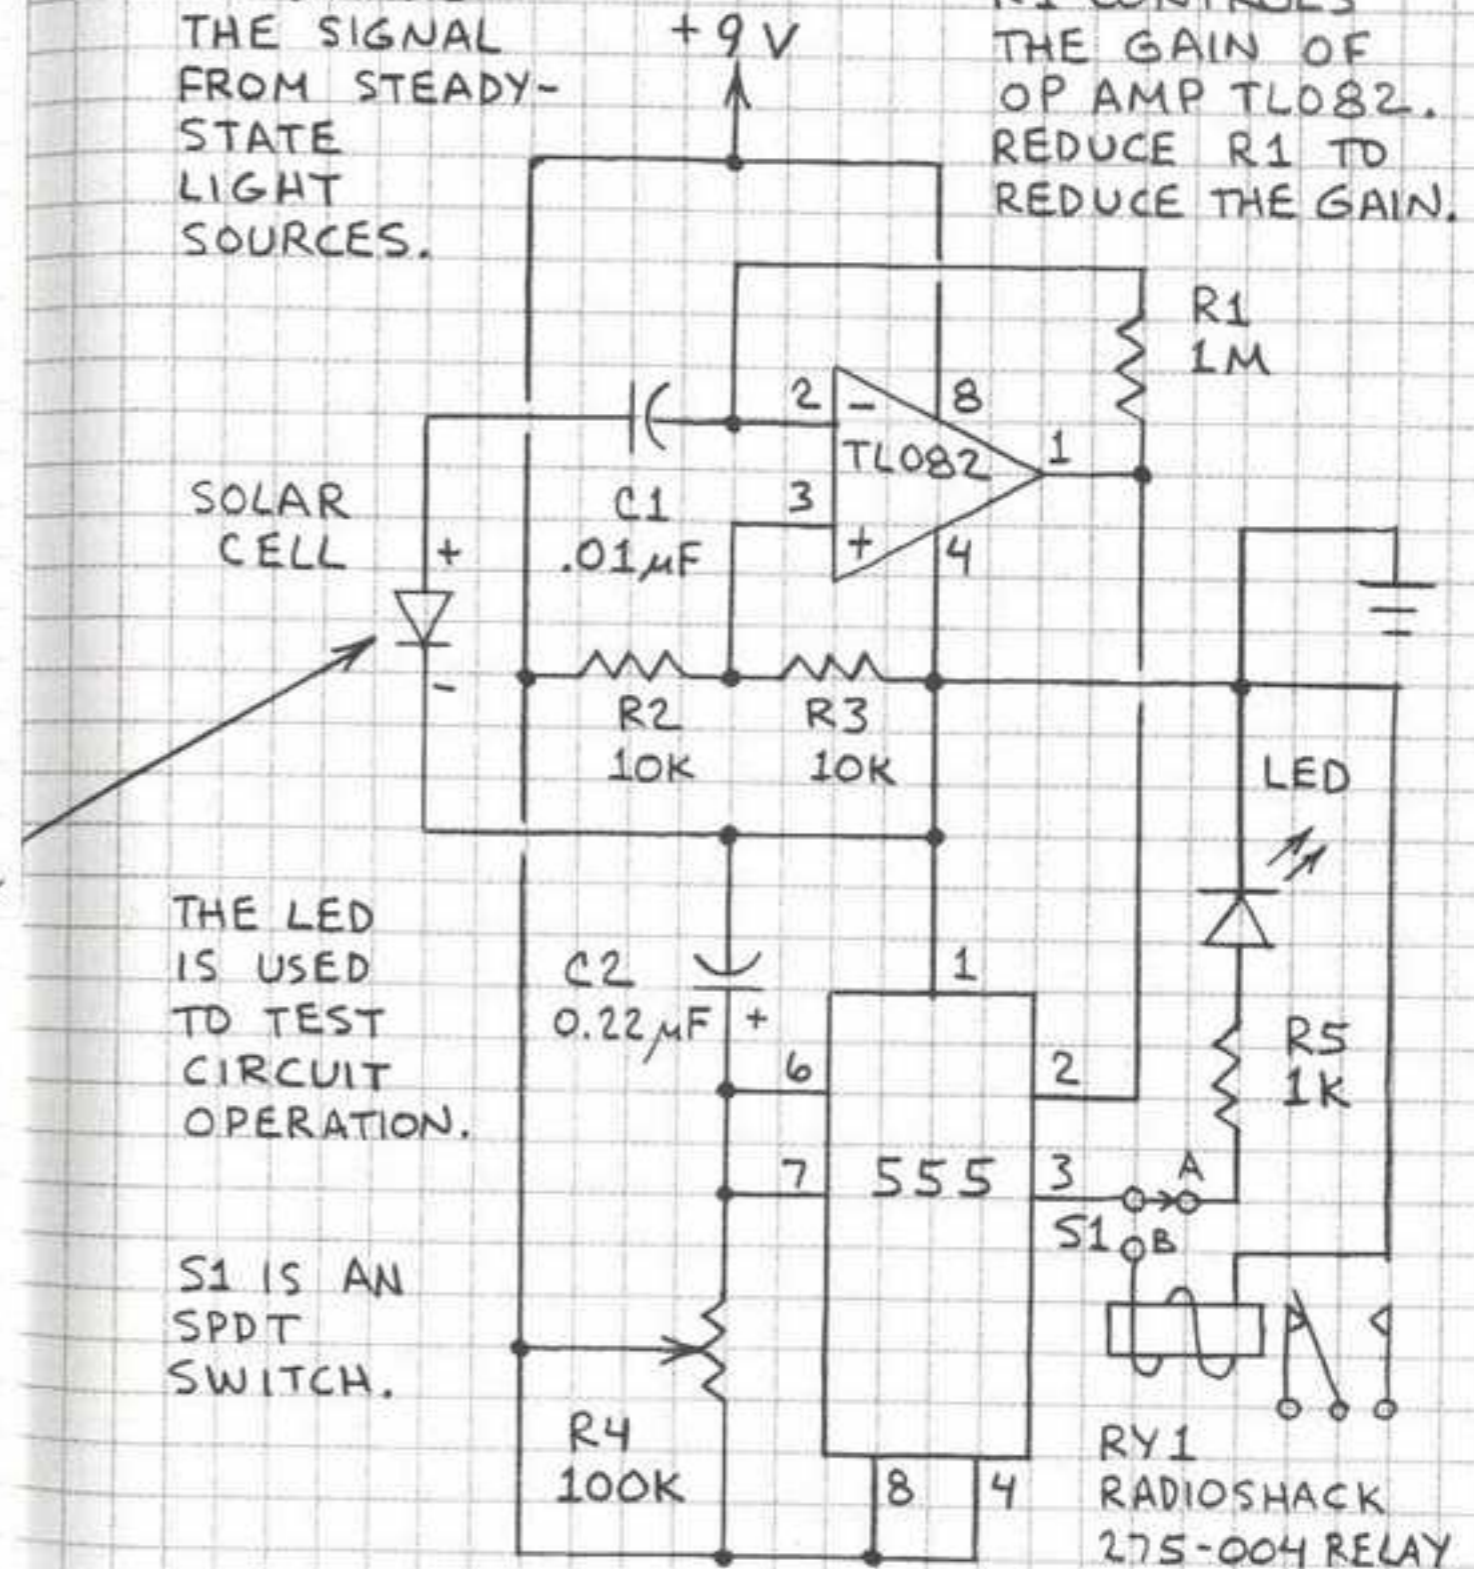 THE SIGNAL
FROM STEADY-
STATE
LIGHT
SOURCES.
+9V
CONTROLS
THE GAIN OF
OP AMP TL082.
REDUCE R1 TO
REDUCE THE GAIN.
R1
1M
2
-
8
TL082
1
3
+
4
C1
.01µF
SOLAR
CELL
+
-
R2
10K
R3
10K
LED
THE LED
IS USED
TO TEST
CIRCUIT
OPERATION.
C2
0.22µF
+
1
6
2
R5
1K
7
555
3
A
S1
B
S1 IS AN
SPDT
SWITCH.
R4
100K
8
4
RY1
RADIOSHACK
275-004 RELAY